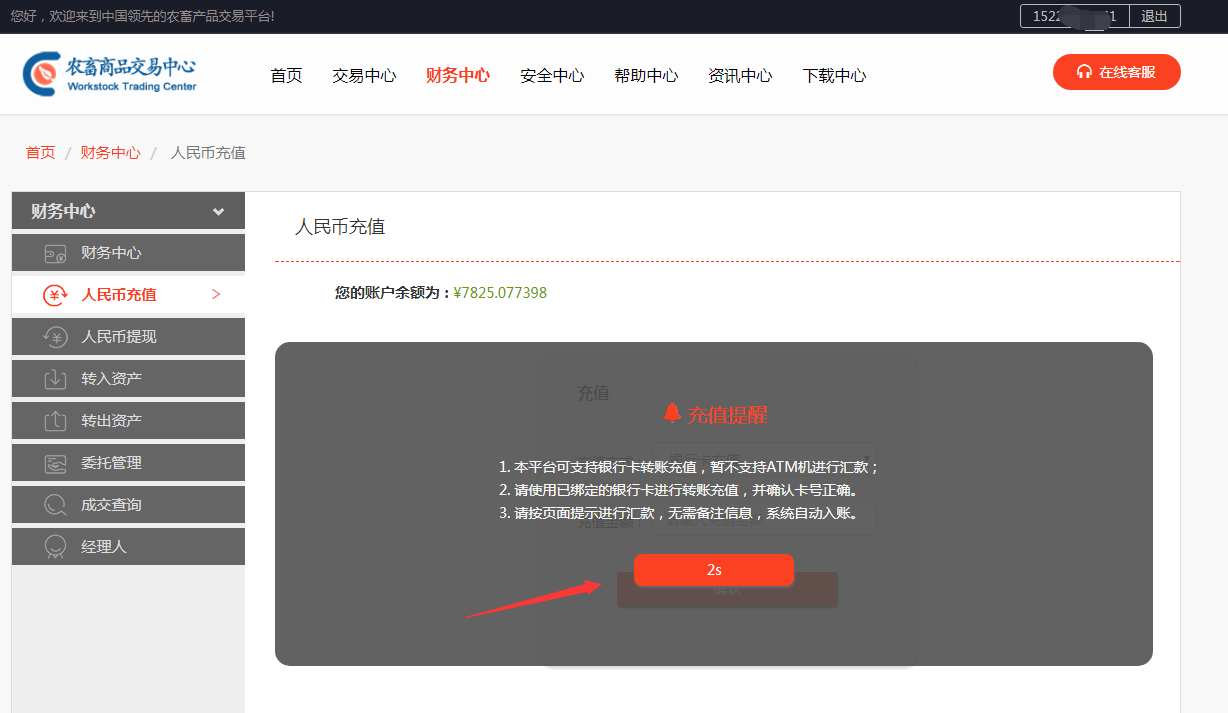 您好，欢迎来到中国领先的农畜产品交易平台!
1522 1 退出
农畜商品交易中心
Workstock Trading Center
首页 交易中心 财务中心 安全中心 帮助中心 资讯中心 下载中心
在线客服
首页 / 财务中心 / 人民币充值
财务中心
财务中心
人民币充值 >
人民币提现
转入资产
转出资产
委托管理
成交查询
经理人
人民币充值
您的账户余额为：¥7825.077398
充值
充值提醒
1. 本平台可支持银行卡转账充值，暂不支持ATM机进行汇款；
2. 请使用已绑定的银行卡进行转账充值，并确认卡号正确。
3. 请按页面提示进行汇款，无需备注信息，系统自动入账。
2s
确认